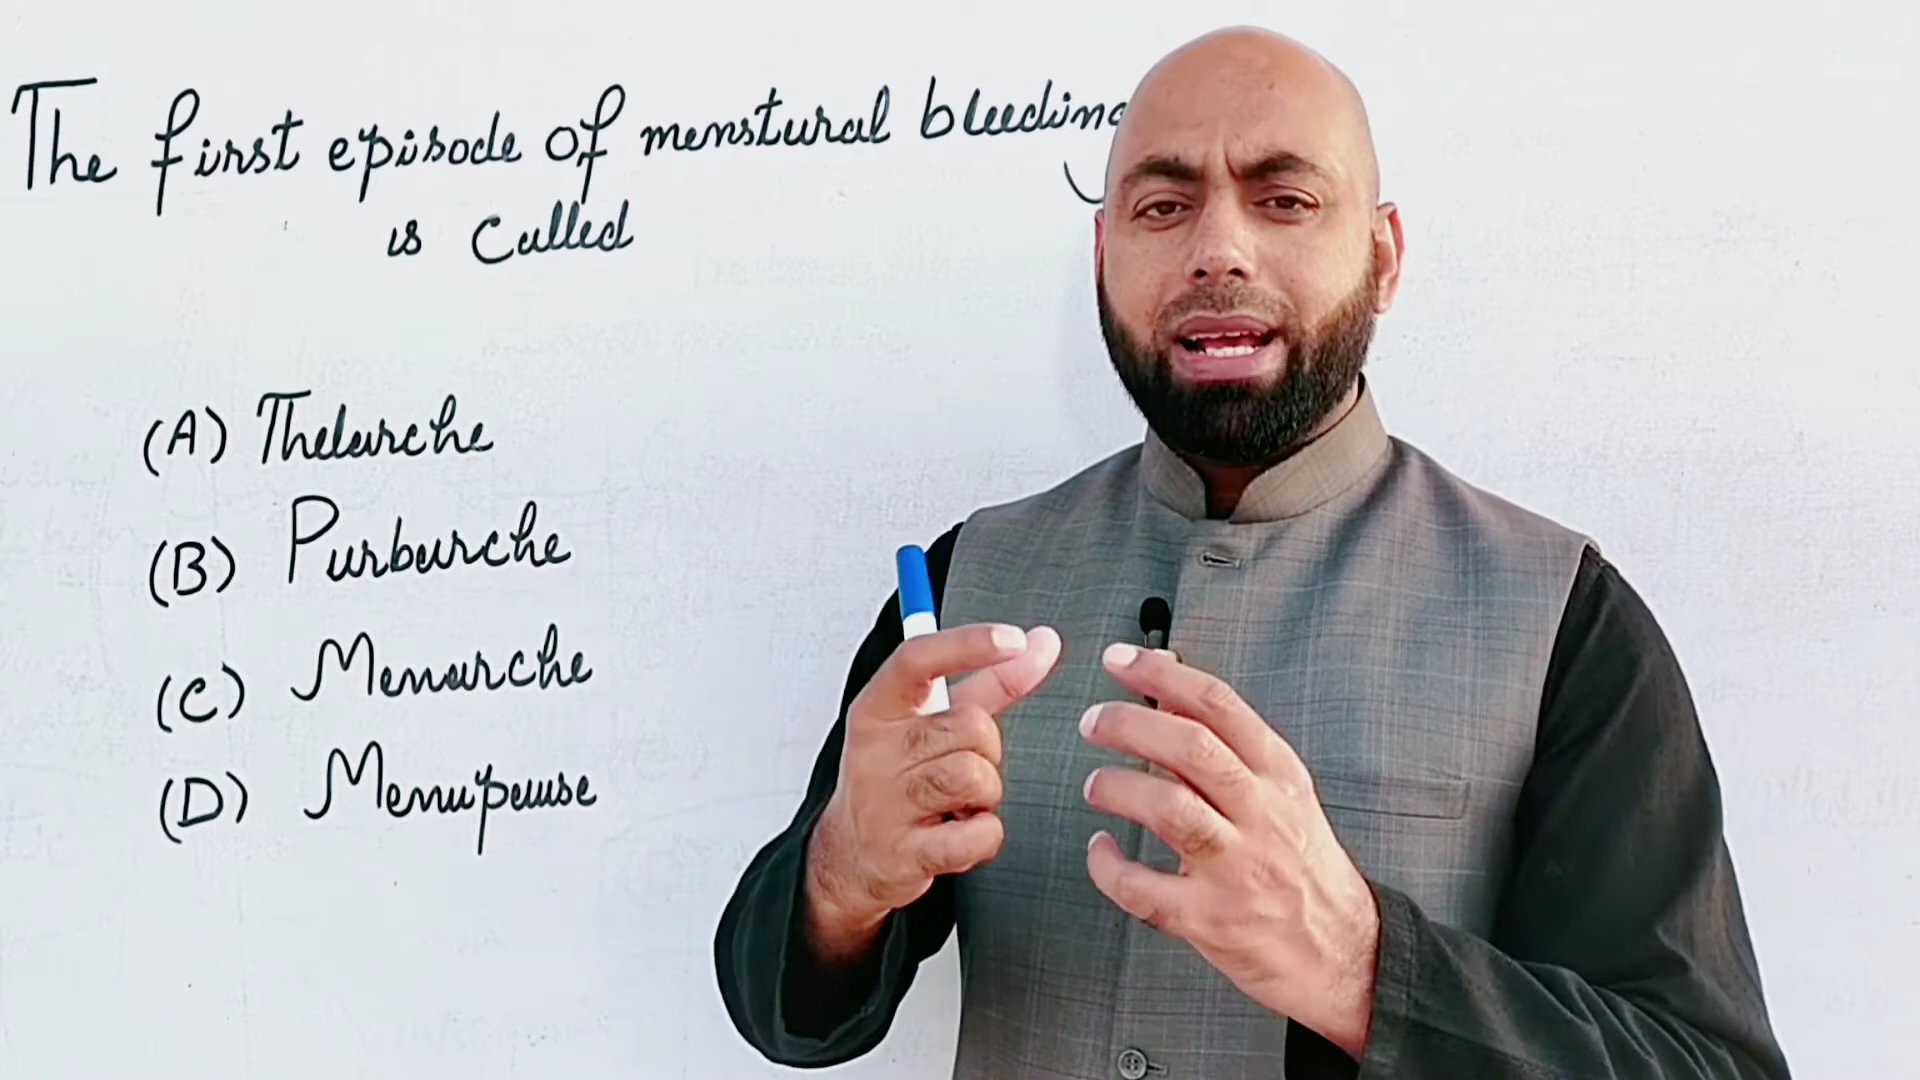 The first episode of menstural bleeding
is Called
(A) Thelarche
(B) Purbarche
(C) Menarche
(D) Menupause